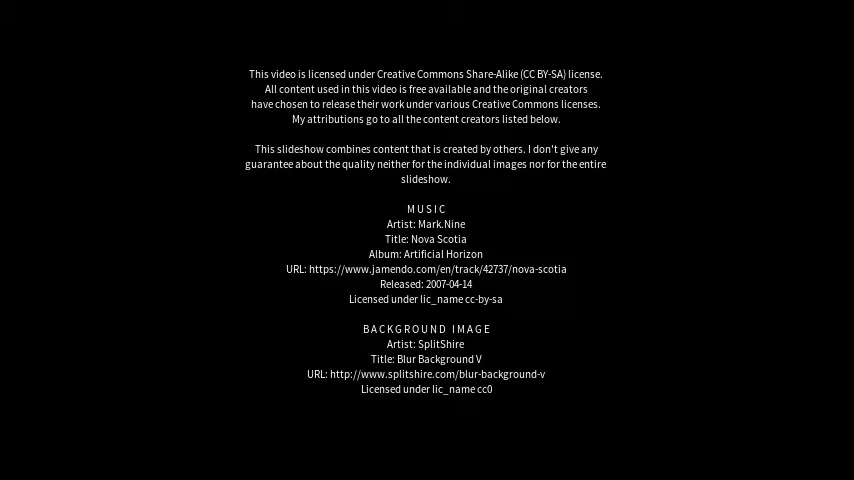 This video is licensed under Creative Commons Share-Alike (CC BY-SA) license.
All content used in this video is free available and the original creators
have chosen to release their work under various Creative Commons licenses.
My attributions go to all the content creators listed below.
This slideshow combines content that is created by others. I don't give any
guarantee about the quality neither for the individual images nor for the entire
slideshow.
MUSIC
Artist: Mark.Nine
Title: Nova Scotia
Album: Artificial Horizon
URL: https://www.jamendo.com/en/track/42737/nova-scotia
Released: 2007-04-14
Licensed under lic_name cc-by-sa
BACKGROUND IMAGE
Artist: SplitShire
Title: Blur Background V
URL: http://www.splitshire.com/blur-background-v
Licensed under lic_name cc0